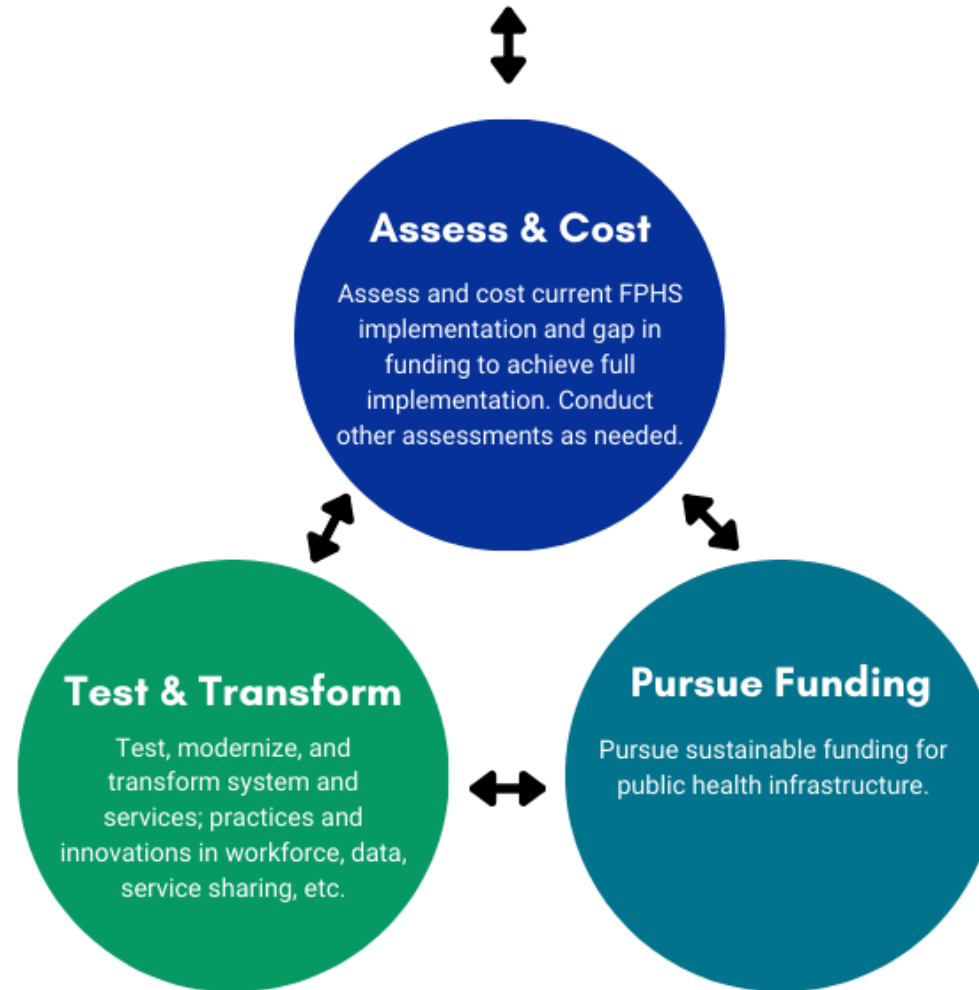 Assess & Cost
Assess and cost current FPHS
implementation and gap in
funding to achieve full
implementation. Conduct
other assessments as needed.
Test & Transform
Test, modernize, and
transform system and
services; practices and
innovations in workforce, data,
service sharing, etc.
Pursue Funding
Pursue sustainable funding for
public health infrastructure.